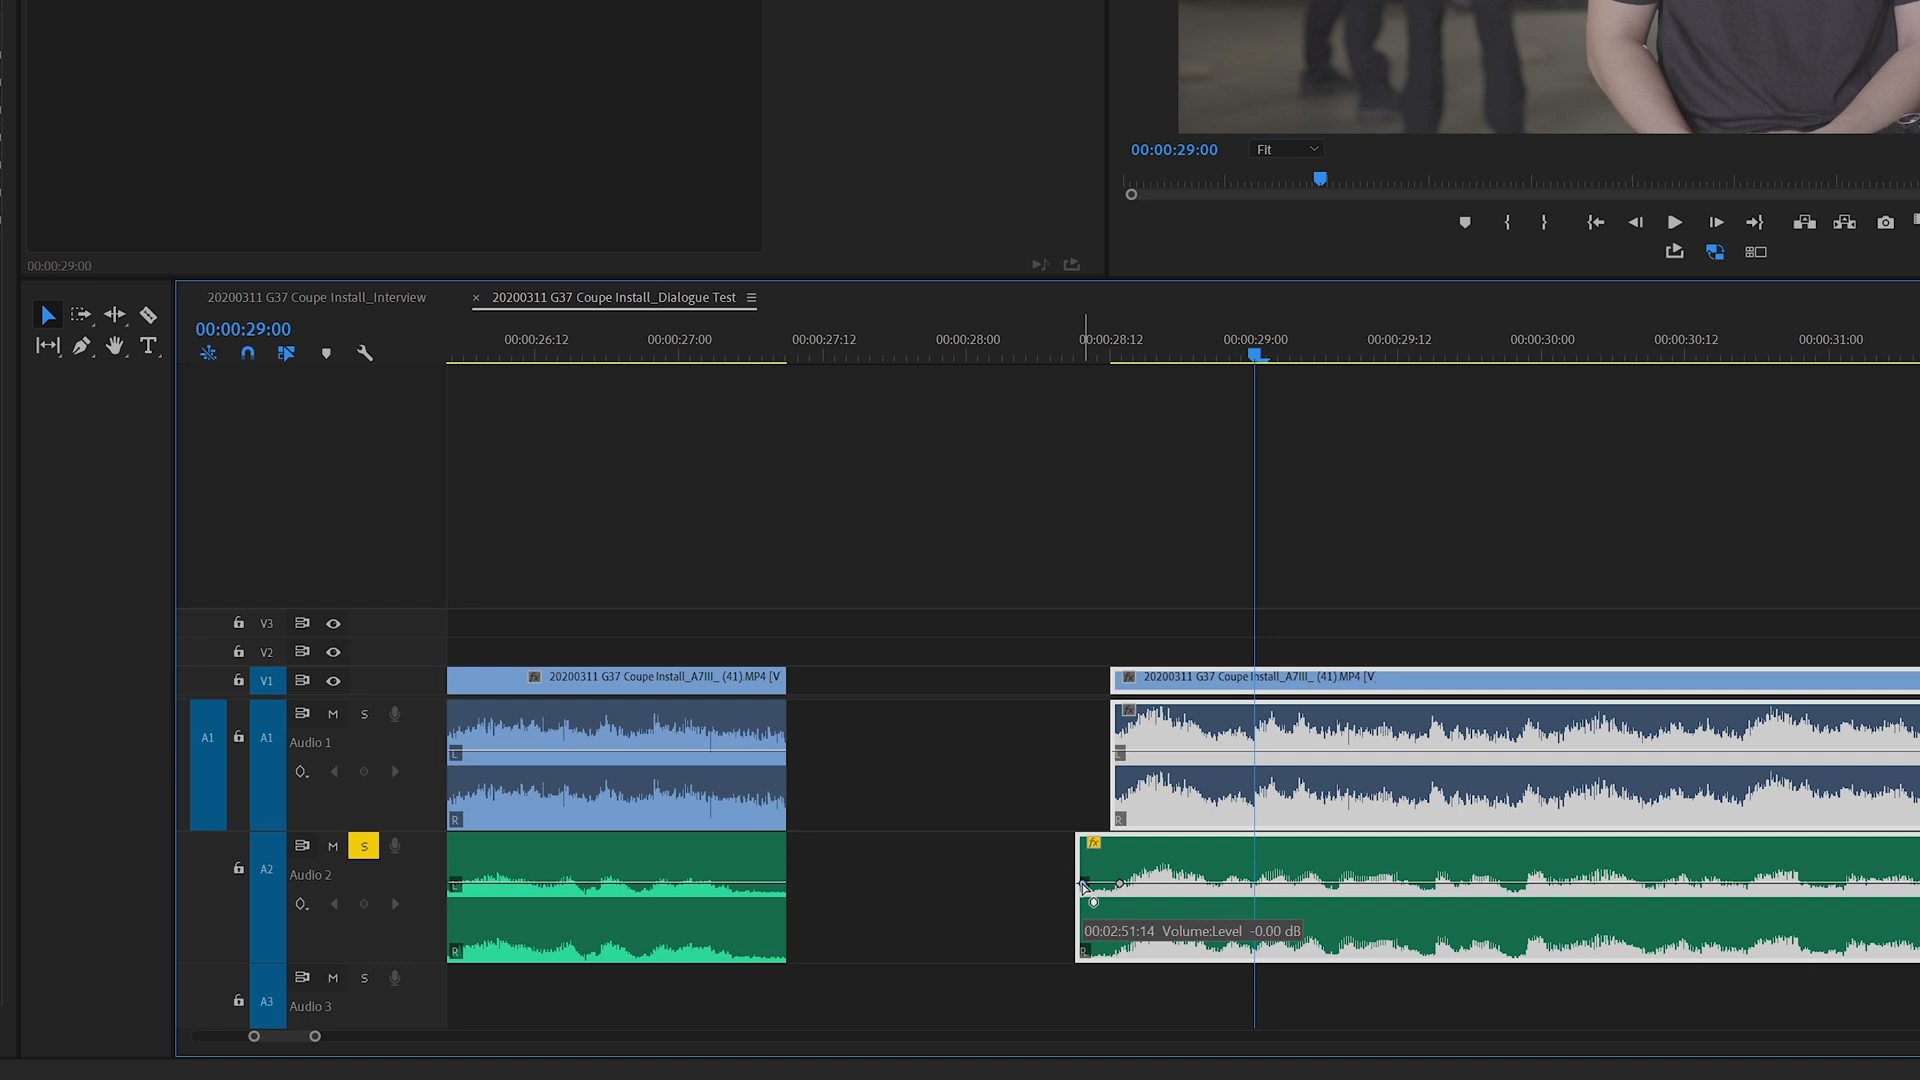 00:00:29:00
Fit
00:00:29:00
20200311 G37 Coupe Install_Interview
× 20200311 G37 Coupe Install_Dialogue Test
00:00:29:00
00:00:26:12 00:00:27:00 00:00:27:12 00:00:28:00 00:00:28:12 00:00:29:00 00:00:29:12 00:00:30:00 00:00:30:12 00:00:31:00
T
V3
V2
V1
fx 20200311 G37 Coupe Install_A7III_ (41).MP4 [V
fx 20200311 G37 Coupe Install_A7III_ (41).MP4 [V
M S
fx
A1 A1 Audio 1
L
L
R
R
M S
fx
A2 Audio 2
L
00:02:51:14 Volume:Level -0.00 dB
R
R
M S
A3 Audio 3